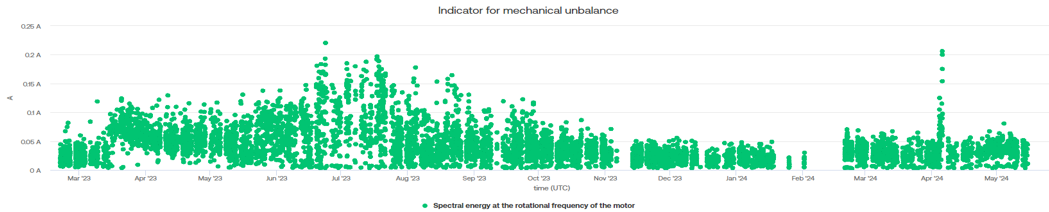 Indicator for mechanical unbalance
0.25 A
0.2 A
0.15 A
0.1 A
0.05 A
0 A
A
Mar '23 Apr '23 May '23 Jun '23 Jul '23 Aug '23 Sep '23 Oct '23 Nov '23 Dec '23 Jan '24 Feb '24 Mar '24 Apr '24 May '24
time (UTC)
Spectral energy at the rotational frequency of the motor